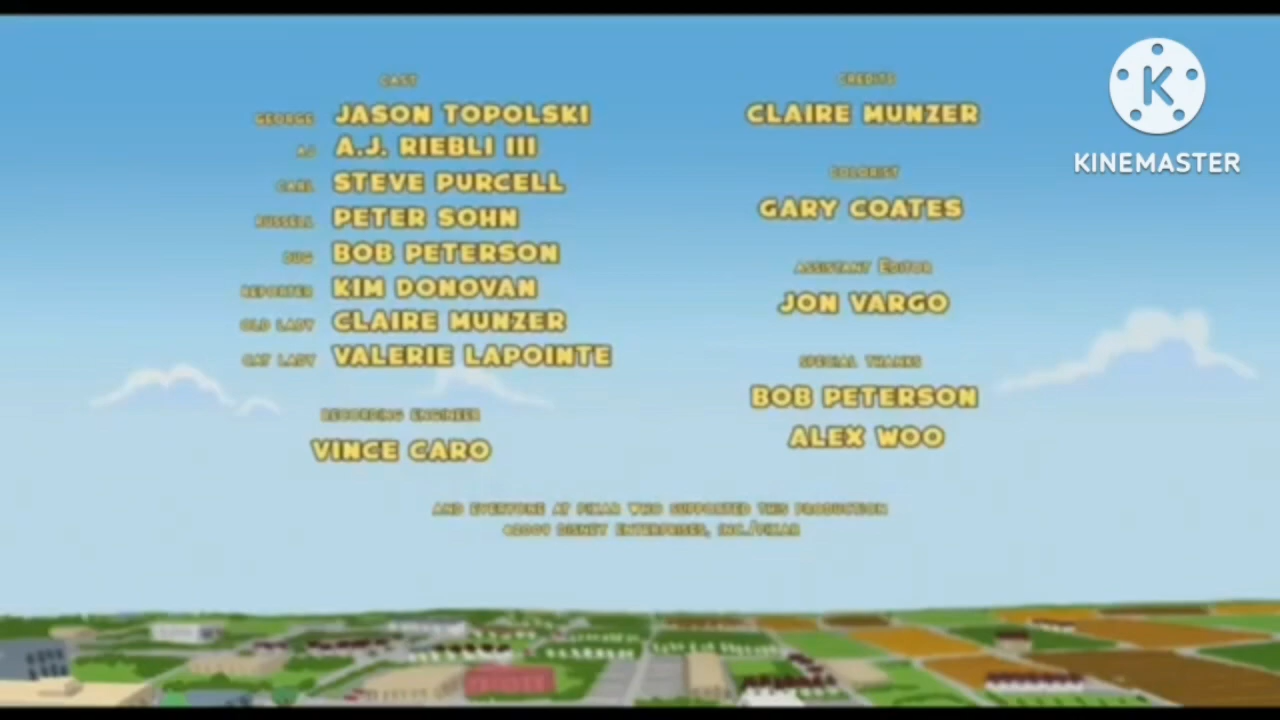 CAST
GEORGE JASON TOPOLSKI
AJ A.J. RIEBLI III
CARL STEVE PURCELL
RUSSELL PETER SOHN
DUG BOB PETERSON
REPORTER KIM DONOVAN
OLD LADY CLAIRE MUNZER
CAT LADY VALERIE LAPOINTE
RECORDING ENGINEER
VINCE CARO
CREDITS
CLAIRE MUNZER
COLORIST
GARY COATES
ASSISTANT EDITOR
JON VARGO
SPECIAL THANKS
BOB PETERSON
ALEX WOO
AND EVERYONE AT PIXAR WHO SUPPORTED THIS PRODUCTION
©2009 DISNEY ENTERPRISES, INC./PIXAR
K
KINEMASTER